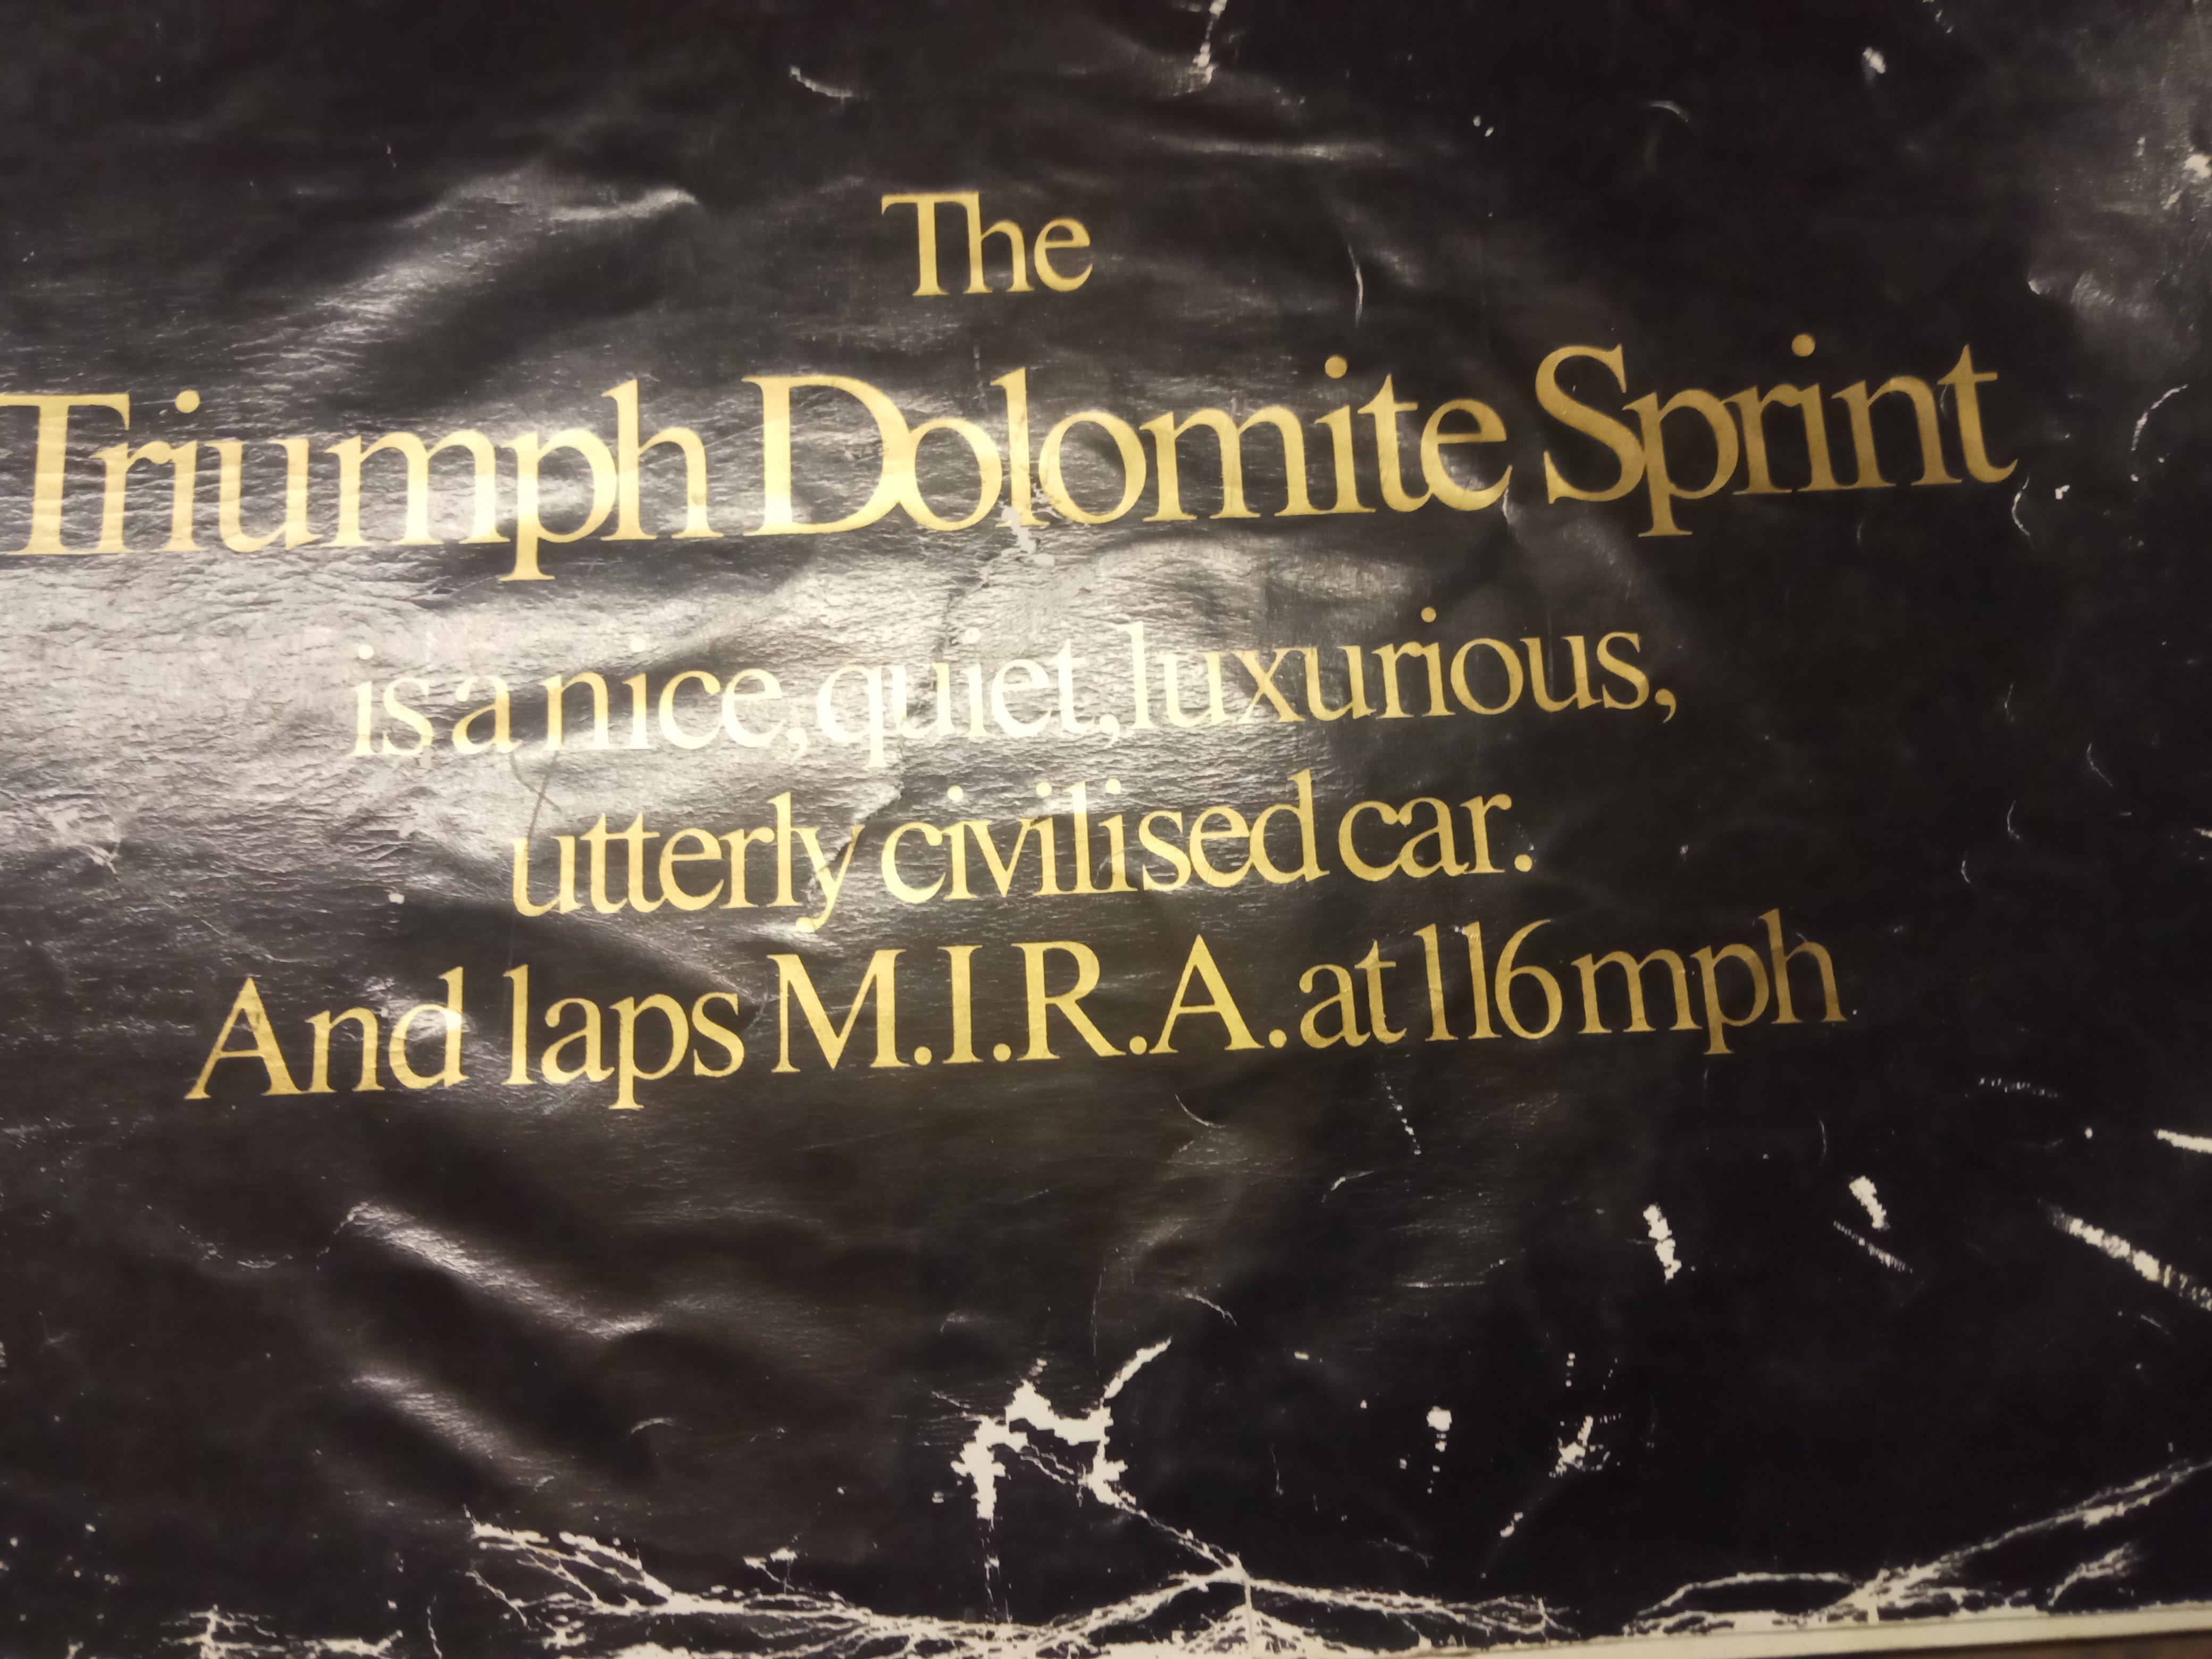 The
Triumph Dolomite Sprint
is a nice, quiet, luxurious,
utterly civilised car.
And laps M.I.R.A. at 116 mph